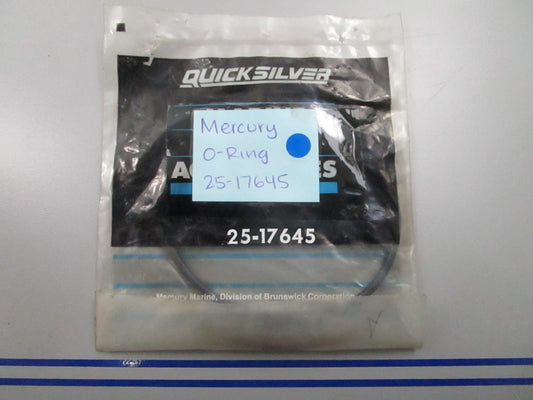 QUICKSILVER
Mercury
O-Ring
25-17645
25-17645
Mercury Marine, Division of Brunswick Corporation